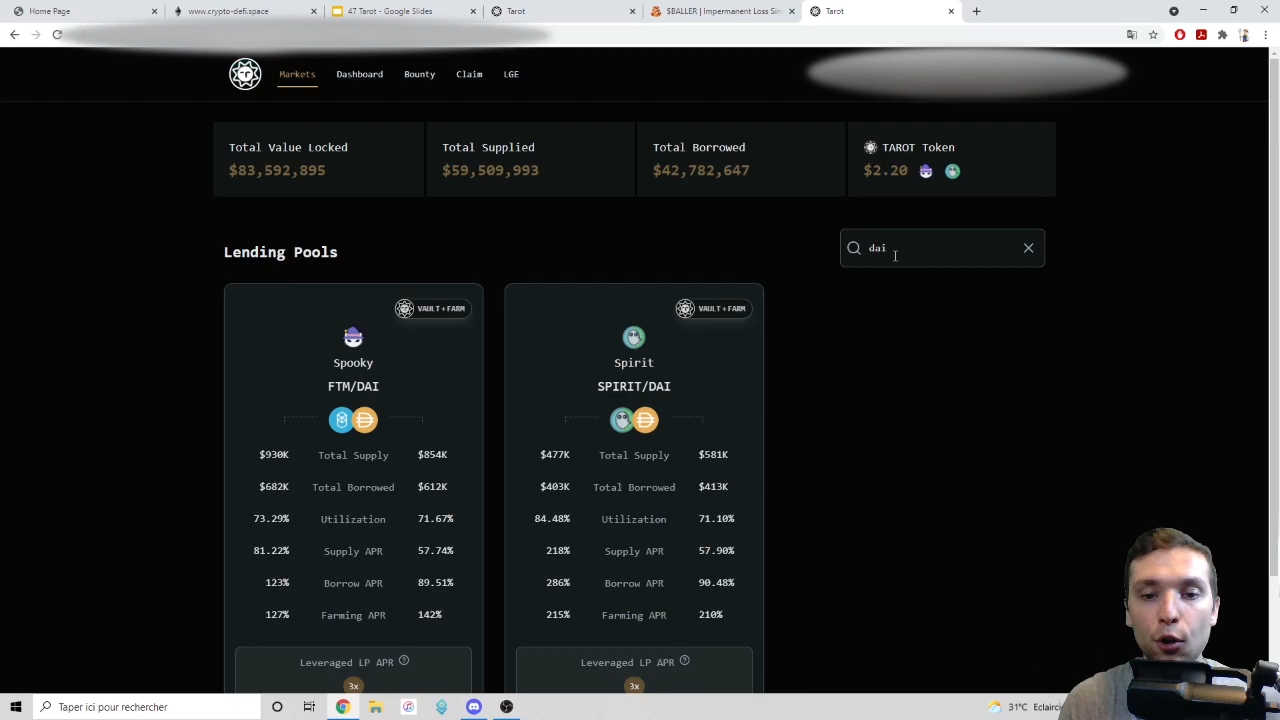 Home Page
www.crypto-defi.space
47 Tarot - Google Slides
Tarot
$BALLER | Impermanent Loss Sim
Tarot
Markets
Dashboard
Bounty
Claim
LGE
Total Value Locked
$83,592,895
Total Supplied
$59,509,993
Total Borrowed
$42,782,647
TAROT Token
$2.20
Lending Pools
dai
VAULT + FARM
Spooky
FTM/DAI
$930K Total Supply $854K
$682K Total Borrowed $612K
73.29% Utilization 71.67%
81.22% Supply APR 57.74%
123% Borrow APR 89.51%
127% Farming APR 142%
Leveraged LP APR
3x
VAULT + FARM
Spirit
SPIRIT/DAI
$477K Total Supply $581K
$403K Total Borrowed $413K
84.48% Utilization 71.10%
218% Supply APR 57.90%
286% Borrow APR 90.48%
215% Farming APR 210%
Leveraged LP APR
3x
Taper ici pour rechercher
31°C Eclairci